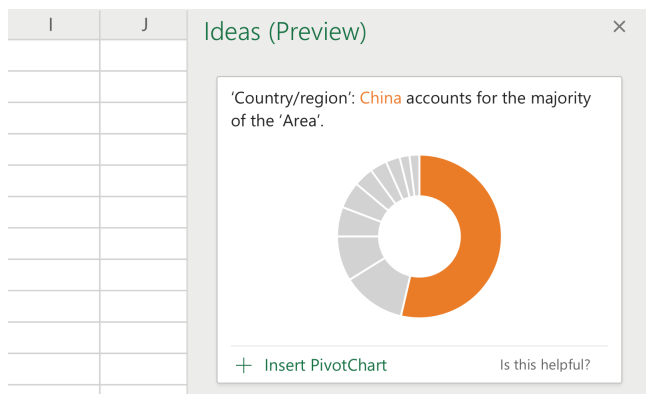 I J Ideas (Preview) ×
‘Country/region’: China accounts for the majority
of the ‘Area’.
+ Insert PivotChart Is this helpful?